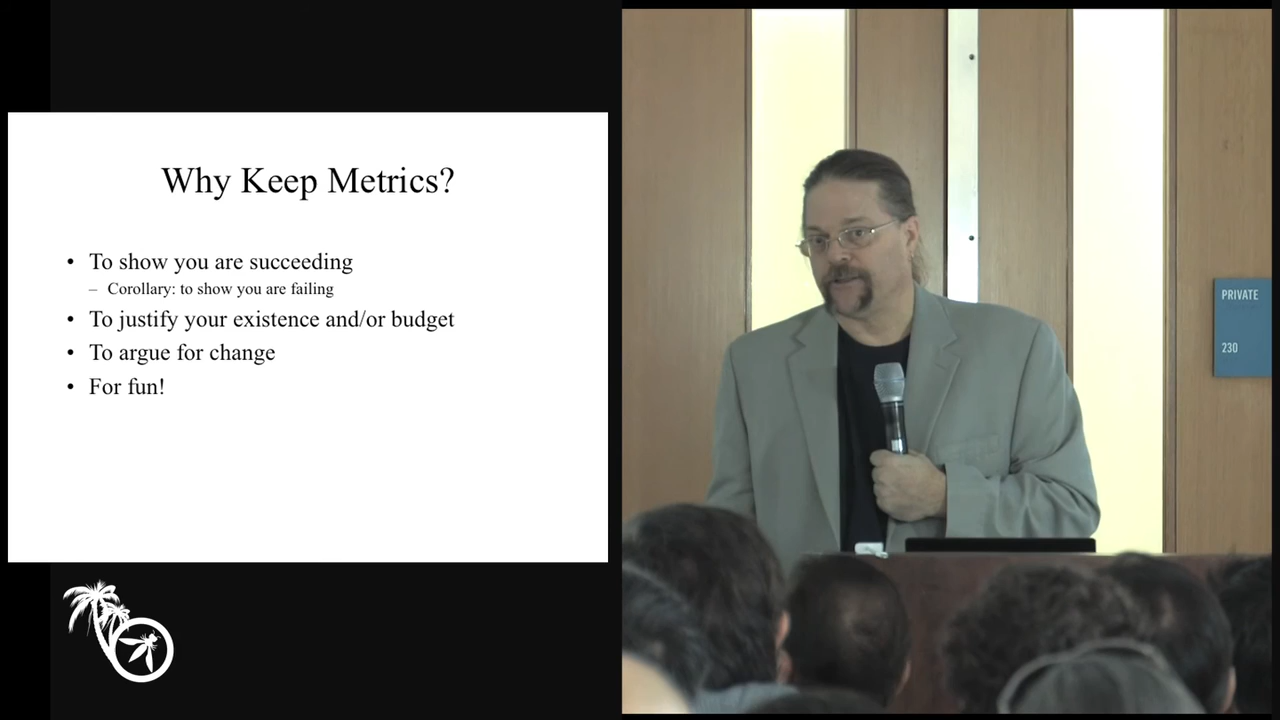 Why Keep Metrics?
• To show you are succeeding
– Corollary: to show you are failing
• To justify your existence and/or budget
• To argue for change
• For fun!
PRIVATE
230